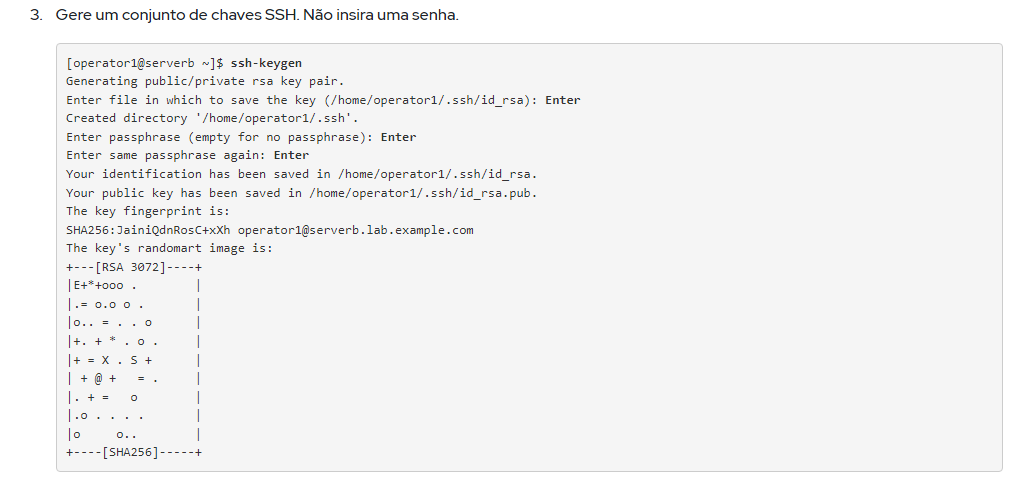 3. Gere um conjunto de chaves SSH. Não insira uma senha.
[operator1@serverb ~]$ ssh-keygen
Generating public/private rsa key pair.
Enter file in which to save the key (/home/operator1/.ssh/id_rsa): Enter
Created directory '/home/operator1/.ssh'.
Enter passphrase (empty for no passphrase): Enter
Enter same passphrase again: Enter
Your identification has been saved in /home/operator1/.ssh/id_rsa.
Your public key has been saved in /home/operator1/.ssh/id_rsa.pub.
The key fingerprint is:
SHA256:JainiQdnRosC+xXh operator1@serverb.lab.example.com
The key's randomart image is:
+---[RSA 3072]----+
|E+*+ooo .        |
|.= o.o o .       |
|o.. = . . o      |
|+. + * . o .     |
|+ = X . S +      |
| + @ +   = .     |
|. + =   o        |
|.o . . . .       |
|o     o..        |
+----[SHA256]-----+